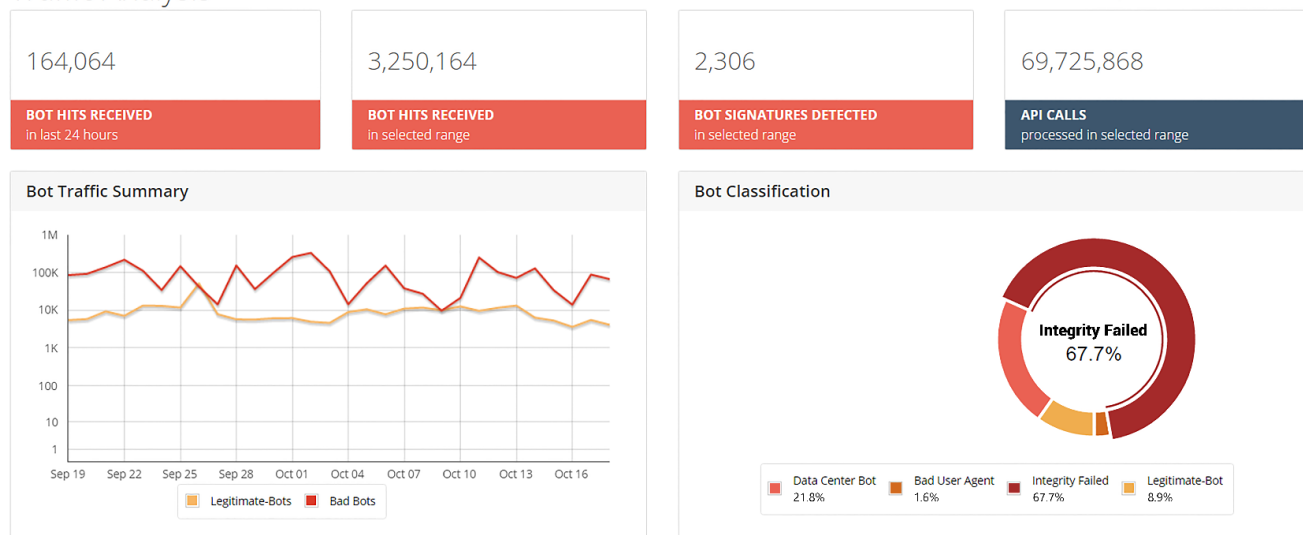 164,064
BOT HITS RECEIVED
in last 24 hours
3,250,164
BOT HITS RECEIVED
in selected range
2,306
BOT SIGNATURES DETECTED
in selected range
69,725,868
API CALLS
processed in selected range
Bot Traffic Summary
1M
100K
10K
1K
100
10
1
Sep 19 Sep 22 Sep 25 Sep 28 Oct 01 Oct 04 Oct 07 Oct 10 Oct 13 Oct 16
Legitimate-Bots Bad Bots
Bot Classification
Integrity Failed
67.7%
Data Center Bot
21.8%
Bad User Agent
1.6%
Integrity Failed
67.7%
Legitimate-Bot
8.9%